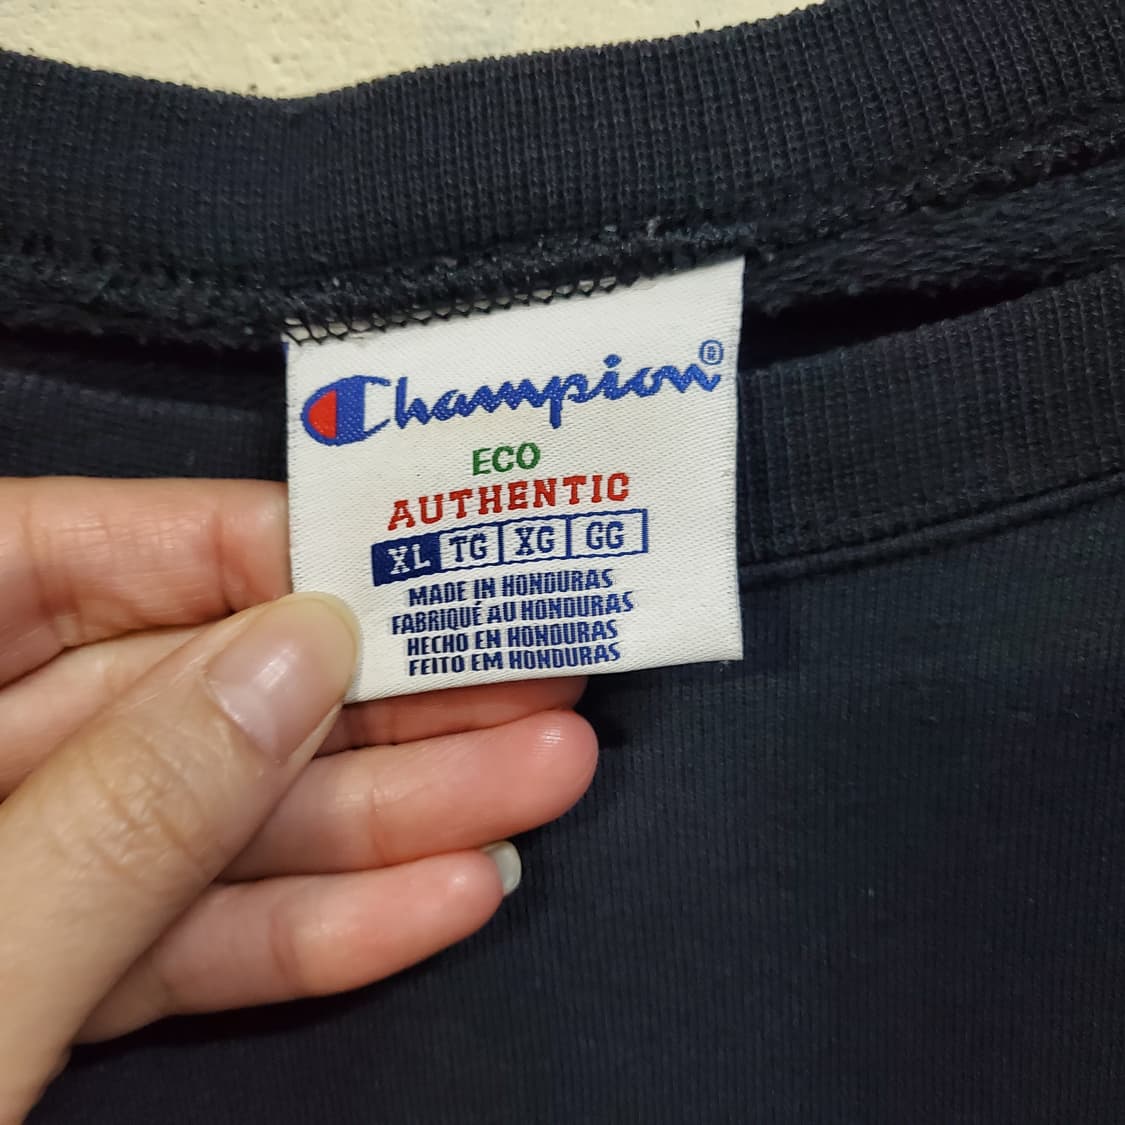 Champion®
ECO
AUTHENTIC
XL TG XG GG
MADE IN HONDURAS
FABRIQUÉ AU HONDURAS
HECHO EN HONDURAS
FEITO EM HONDURAS